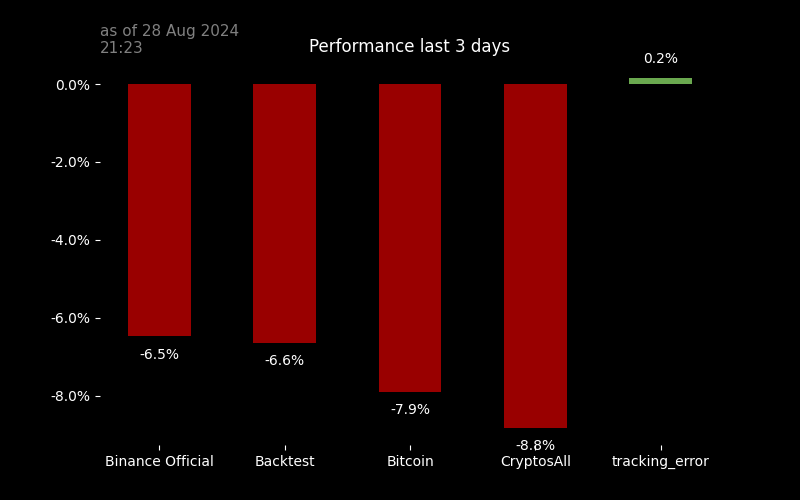 as of 28 Aug 2024
21:23
Performance last 3 days
0.2%
0.0%
-2.0%
-4.0%
-6.0%
-8.0%
-6.5%
-6.6%
-7.9%
-8.8%
Binance Official
Backtest
Bitcoin
CryptosAll
tracking_error